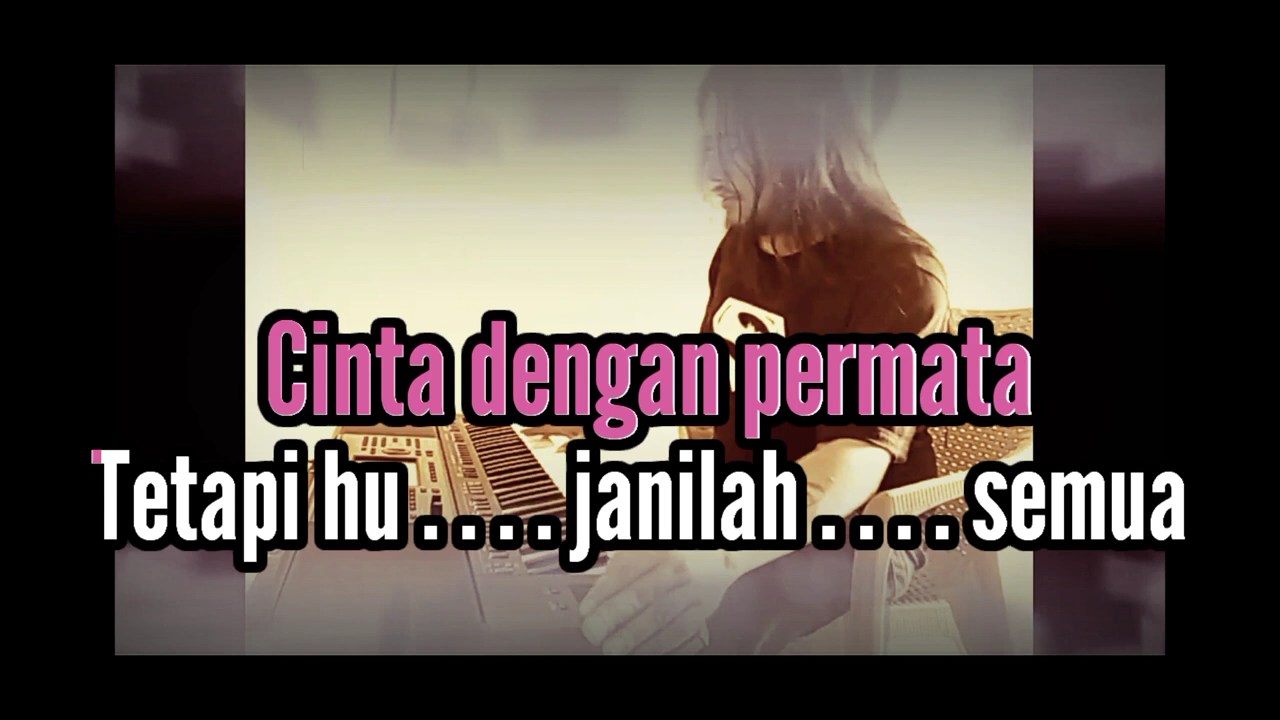 Cinta dengan permata
Tetapi hu . . . . janilah . . . . semua